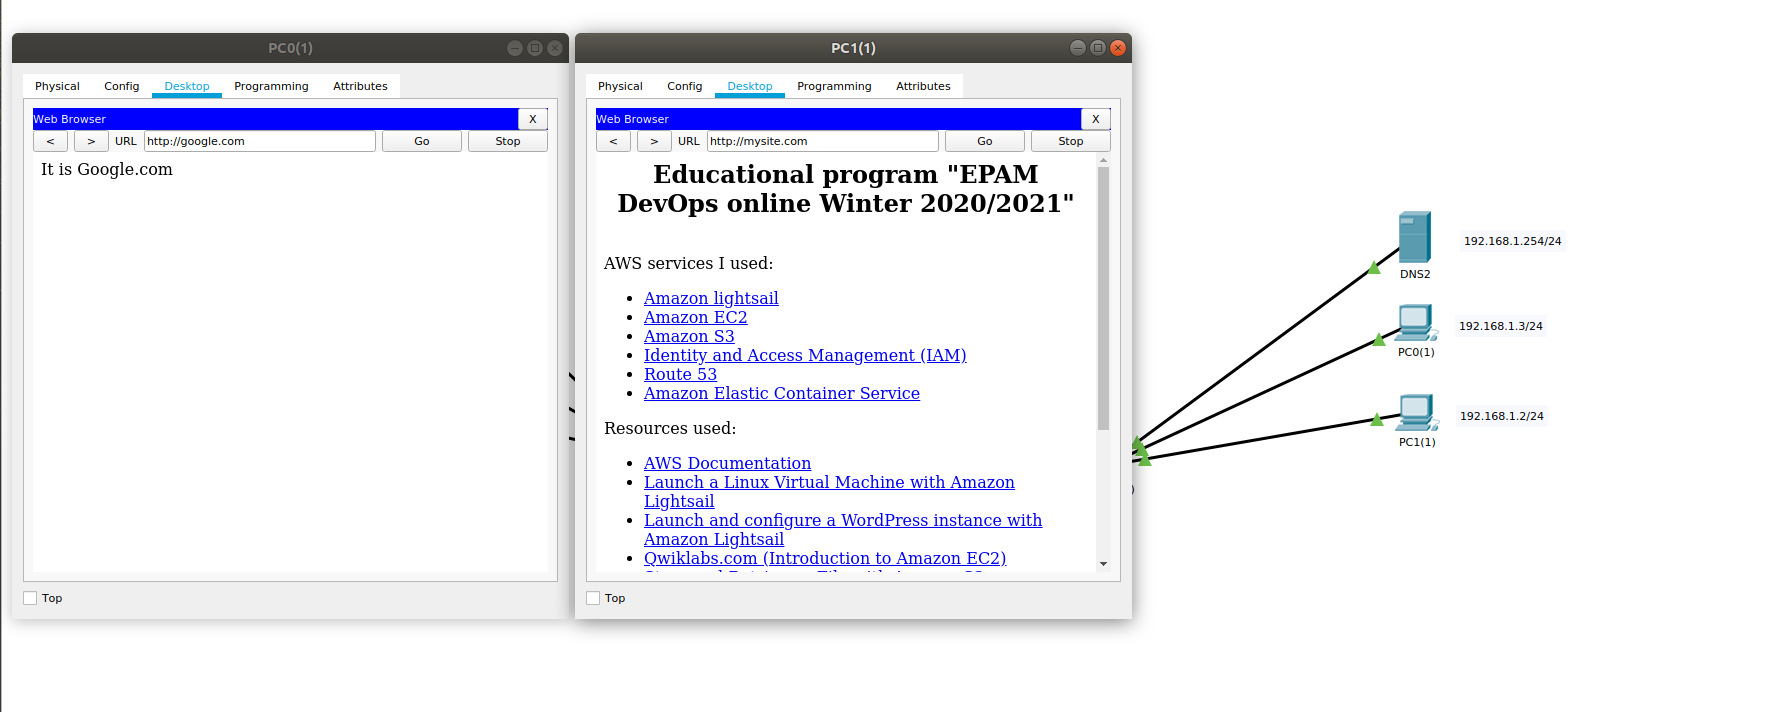 PC0(1)
Physical Config Desktop Programming Attributes
Web Browser X
< > URL http://google.com Go Stop
It is Google.com
Top
PC1(1)
Physical Config Desktop Programming Attributes
Web Browser X
< > URL http://mysite.com Go Stop
Educational program "EPAM
DevOps online Winter 2020/2021"
AWS services I used:
Amazon lightsail
Amazon EC2
Amazon S3
Identity and Access Management (IAM)
Route 53
Amazon Elastic Container Service
Resources used:
AWS Documentation
Launch a Linux Virtual Machine with Amazon
Lightsail
Launch and configure a WordPress instance with
Amazon Lightsail
Qwiklabs.com (Introduction to Amazon EC2)
Top
)
192.168.1.254/24
DNS2
192.168.1.3/24
PC0(1)
192.168.1.2/24
PC1(1)